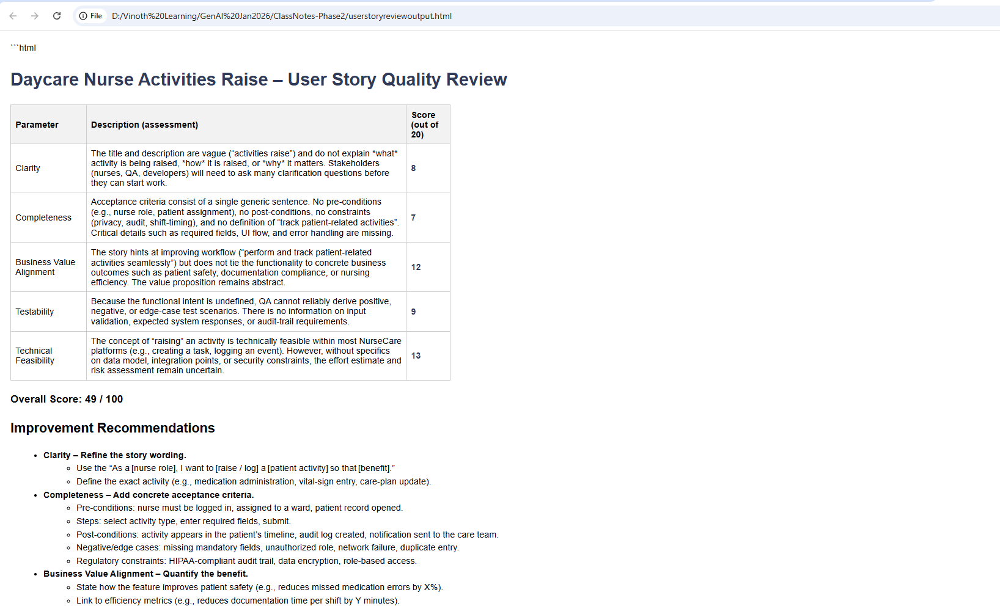 File
D:/Vinoth%20Learning/GenAI%20Jan2026/ClassNotes-Phase2/userstoryreviewoutput.html
```html
Daycare Nurse Activities Raise – User Story Quality Review
Parameter
Description (assessment)
Score
(out of
20)
Clarity
The title and description are vague (“activities raise”) and do not explain *what*
activity is being raised, *how* it is raised, or *why* it matters. Stakeholders
(nurses, QA, developers) will need to ask many clarification questions before
they can start work.
8
Completeness
Acceptance criteria consist of a single generic sentence. No pre-conditions
(e.g., nurse role, patient assignment), no post-conditions, no constraints
(privacy, audit, shift-timing), and no definition of “track patient-related activities”.
Critical details such as required fields, UI flow, and error handling are missing.
7
Business Value
Alignment
The story hints at improving workflow (“perform and track patient-related
activities seamlessly”) but does not tie the functionality to concrete business
outcomes such as patient safety, documentation compliance, or nursing
efficiency. The value proposition remains abstract.
12
Testability
Because the functional intent is undefined, QA cannot reliably derive positive,
negative, or edge-case test scenarios. There is no information on input
validation, expected system responses, or audit-trail requirements.
9
Technical
Feasibility
The concept of “raising” an activity is technically feasible within most NurseCare
platforms (e.g., creating a task, logging an event). However, without specifics
on data model, integration points, or security constraints, the effort estimate and
risk assessment remain uncertain.
13
Overall Score: 49 / 100
Improvement Recommendations
• Clarity – Refine the story wording.
◦ Use the “As a [nurse role], I want to [raise / log] a [patient activity] so that [benefit].”
◦ Define the exact activity (e.g., medication administration, vital-sign entry, care-plan update).
• Completeness – Add concrete acceptance criteria.
◦ Pre-conditions: nurse must be logged in, assigned to a ward, patient record opened.
◦ Steps: select activity type, enter required fields, submit.
◦ Post-conditions: activity appears in the patient’s timeline, audit log created, notification sent to the care team.
◦ Negative/edge cases: missing mandatory fields, unauthorized role, network failure, duplicate entry.
◦ Regulatory constraints: HIPAA-compliant audit trail, data encryption, role-based access.
• Business Value Alignment – Quantify the benefit.
◦ State how the feature improves patient safety (e.g., reduces missed medication errors by X%).
◦ Link to efficiency metrics (e.g., reduces documentation time per shift by Y minutes).